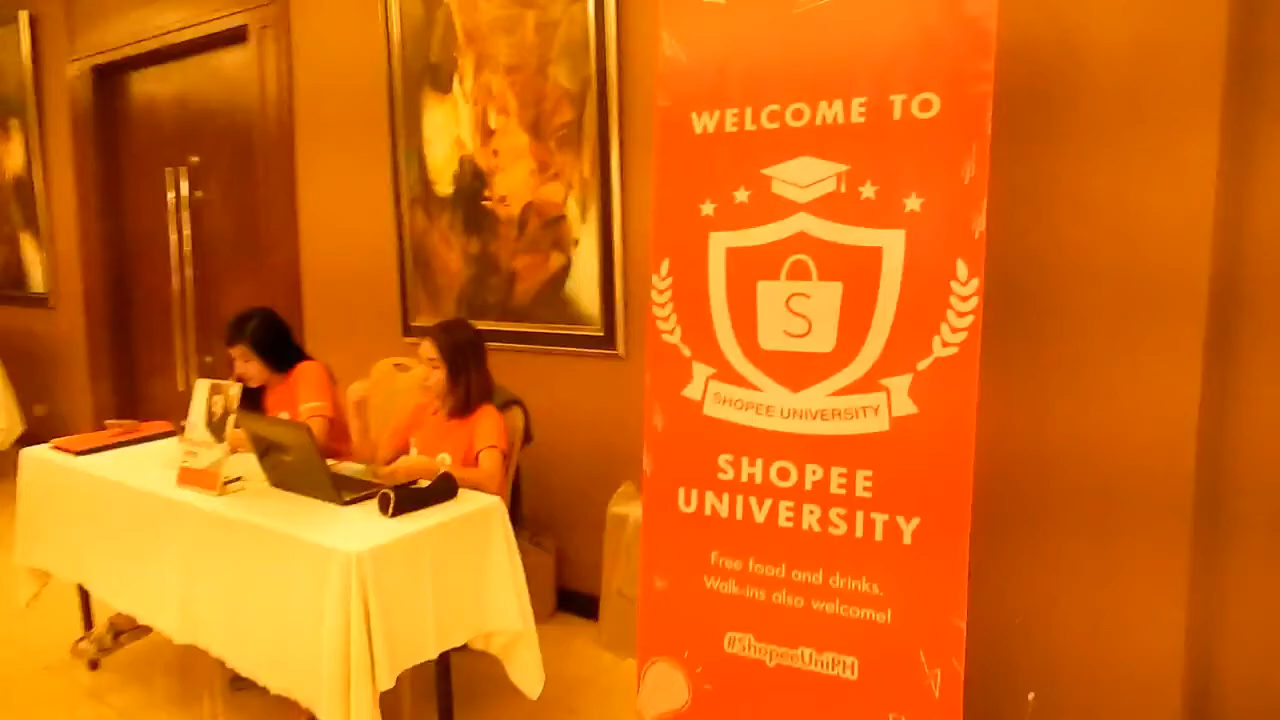 WELCOME TO
S
SHOPEE UNIVERSITY
SHOPEE
UNIVERSITY
Free food and drinks.
Walk-ins also welcome!
#ShopeeUniPH